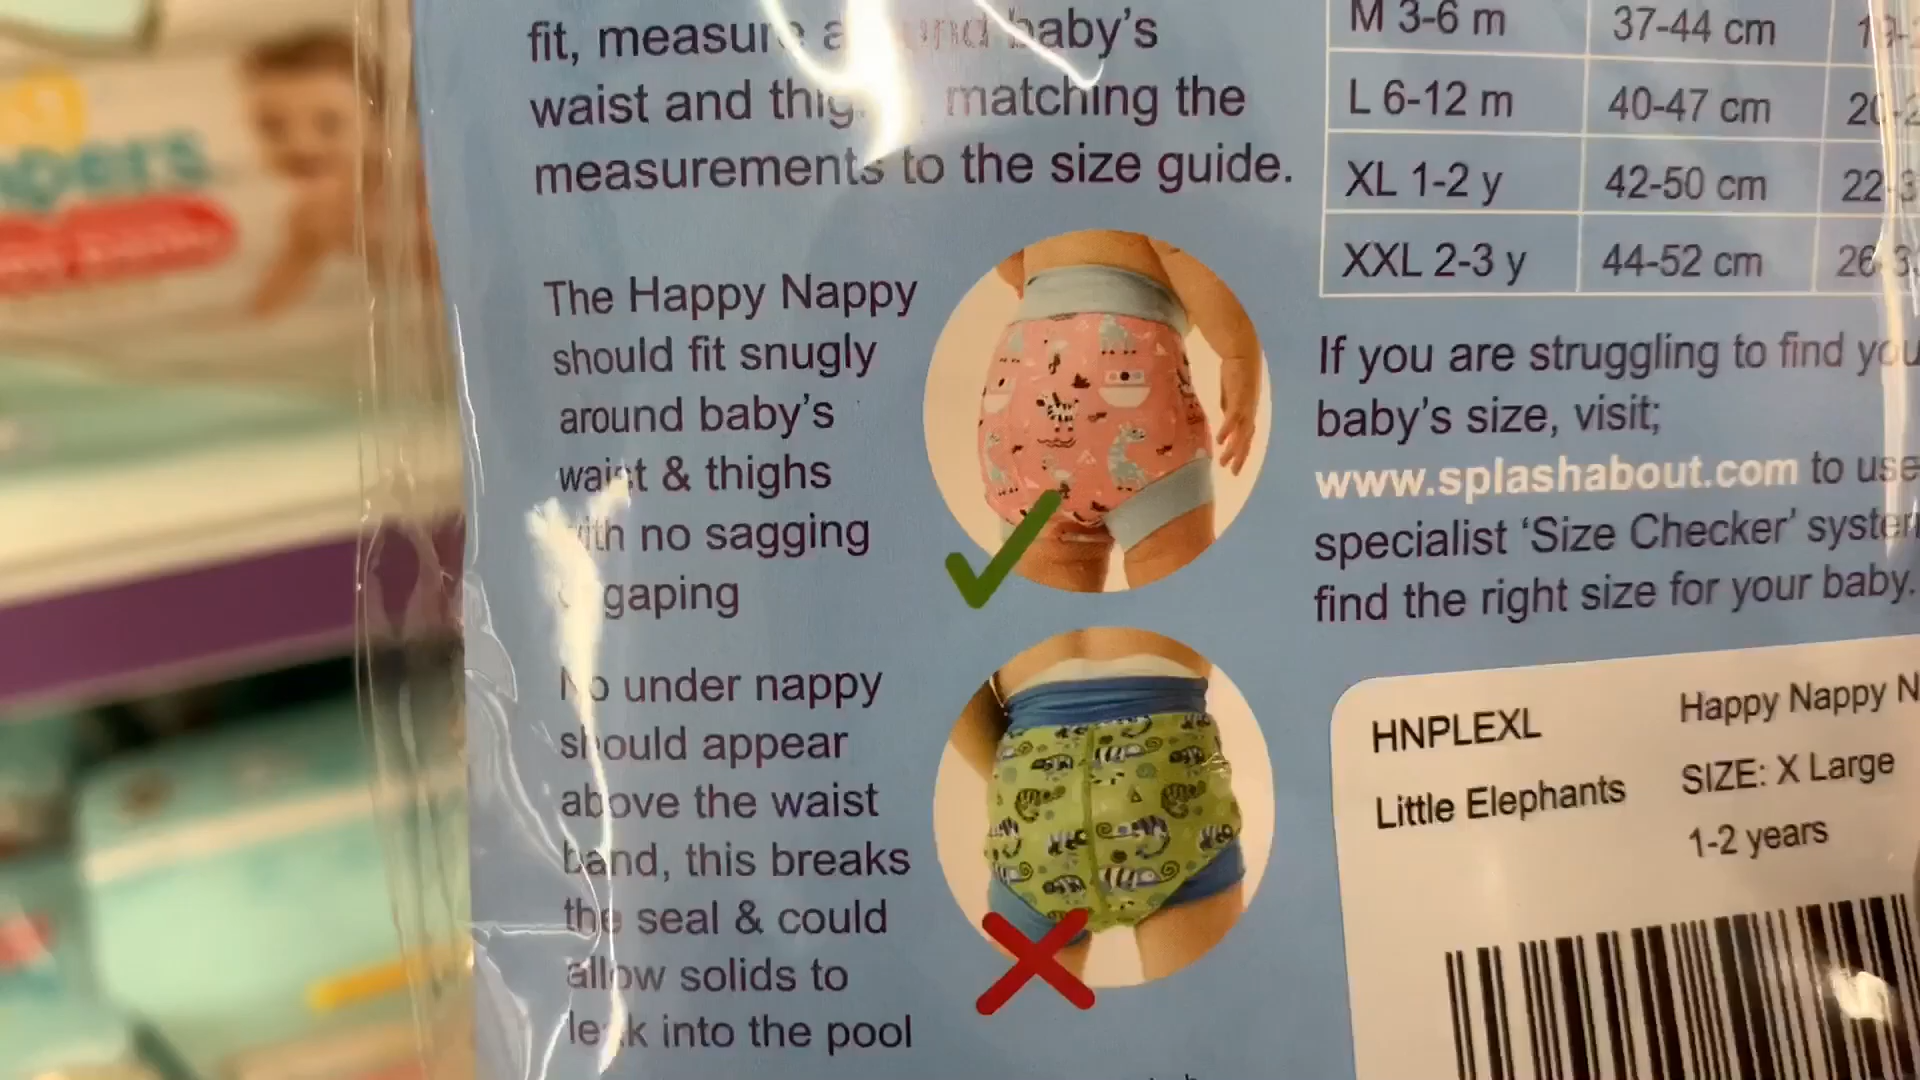 fit, measure around baby's
waist and thighs, matching the
measurements to the size guide.
The Happy Nappy
should fit snugly
around baby's
waist & thighs
with no sagging
& gaping
No under nappy
should appear
above the waist
band, this breaks
the seal & could
allow solids to
leak into the pool
M 3-6 m 37-44 cm
L 6-12 m 40-47 cm
XL 1-2 y 42-50 cm
XXL 2-3 y 44-52 cm
If you are struggling to find
baby's size, visit;
www.splashabout.com to use
specialist 'Size Checker'
find the right size for your baby.
HNPLEXL Happy Nappy
Little Elephants SIZE: X Large
1-2 years